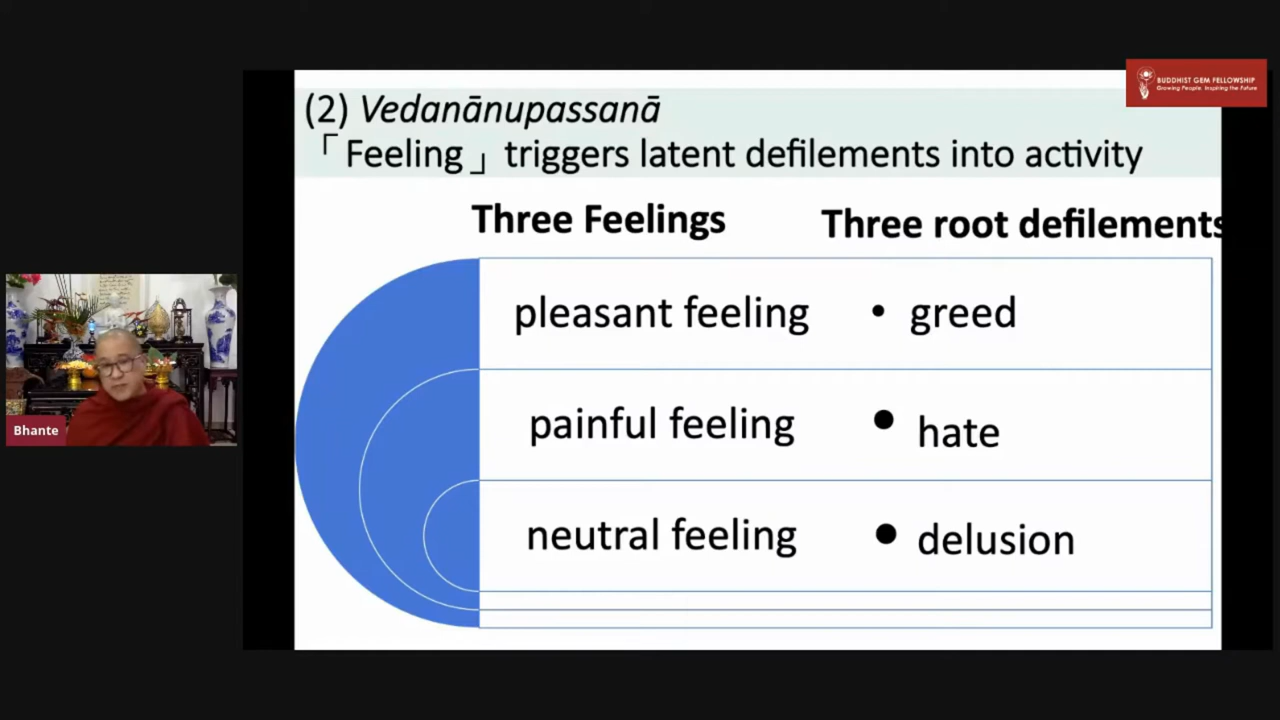 BUDDHIST GEM FELLOWSHIP
Growing People. Inspiring the Future
(2) Vedanānupassanā
「Feeling」triggers latent defilements into activity
Three Feelings Three root defilements
pleasant feeling • greed
painful feeling • hate
neutral feeling • delusion
Bhante